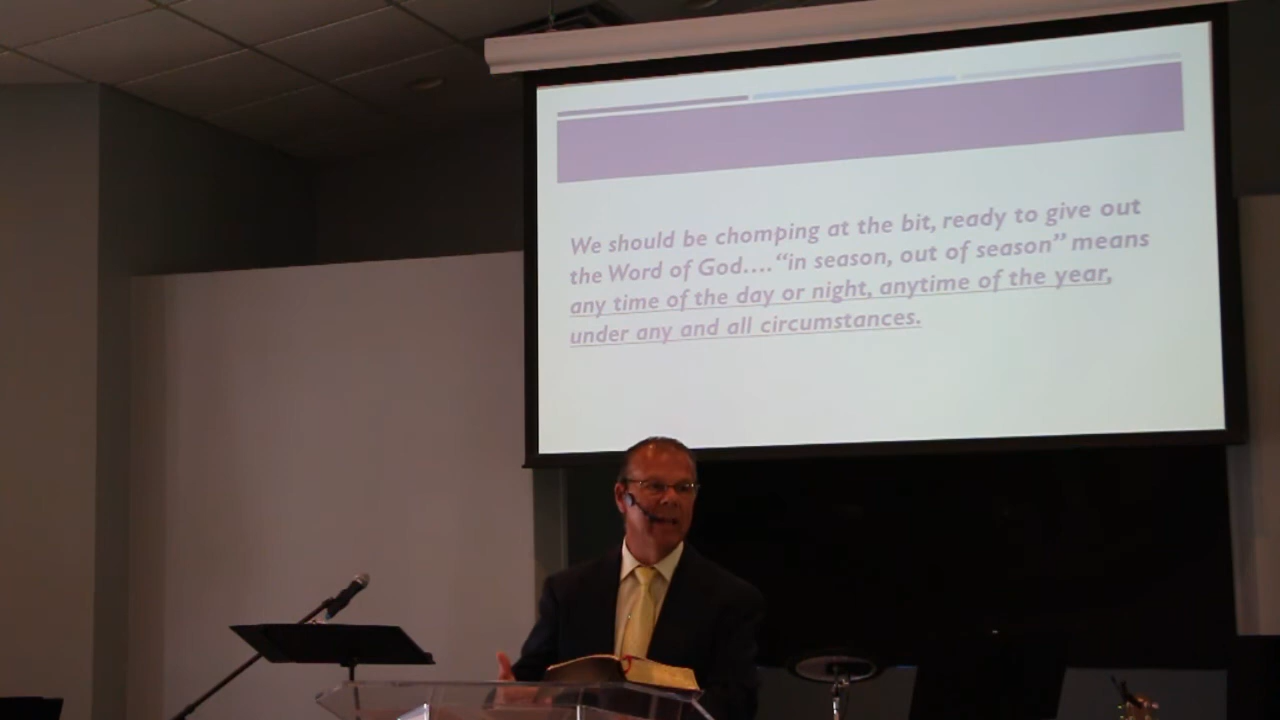 We should be chomping at the bit, ready to give out
the Word of God.... “in season, out of season” means
any time of the day or night, anytime of the year,
under any and all circumstances.